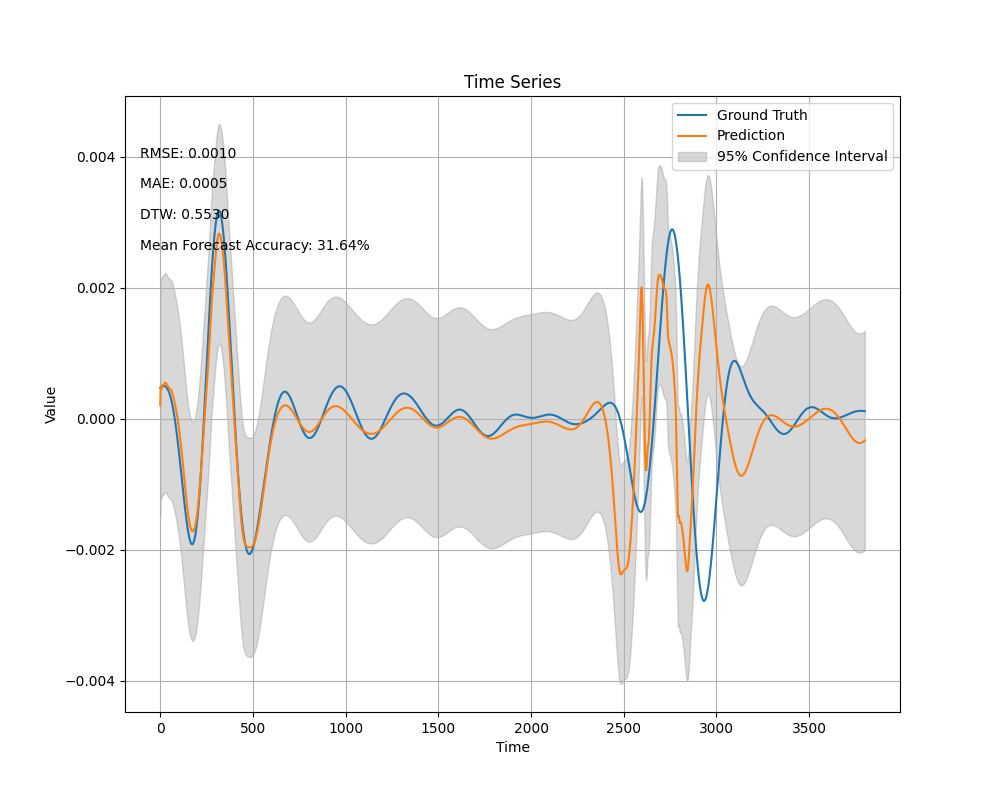 Time Series
Ground Truth
Prediction
95% Confidence Interval
RMSE: 0.0010
MAE: 0.0005
DTW: 0.5530
Mean Forecast Accuracy: 31.64%
0.004
0.002
0.000
−0.002
−0.004
Value
0 500 1000 1500 2000 2500 3000 3500
Time